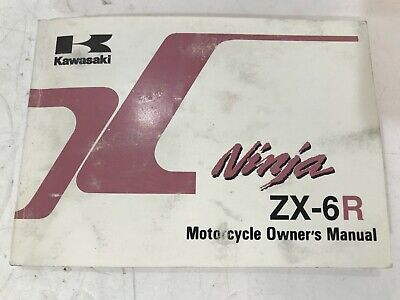 Kawasaki
Ninja
ZX-6R
Motorcycle Owner's Manual